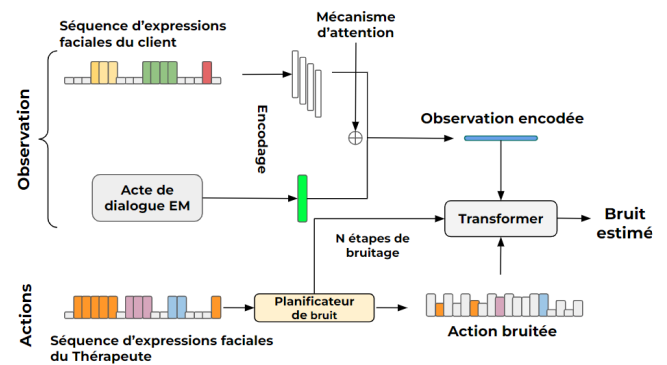 Séquence d'expressions
faciales du client
Mécanisme
d'attention
Observation
Encodage
Observation encodée
Acte de
dialogue EM
Transformer
Bruit
estimé
N étapes de
bruitage
Actions
Planificateur
de bruit
Action bruitée
Séquence d'expressions faciales
du Thérapeute